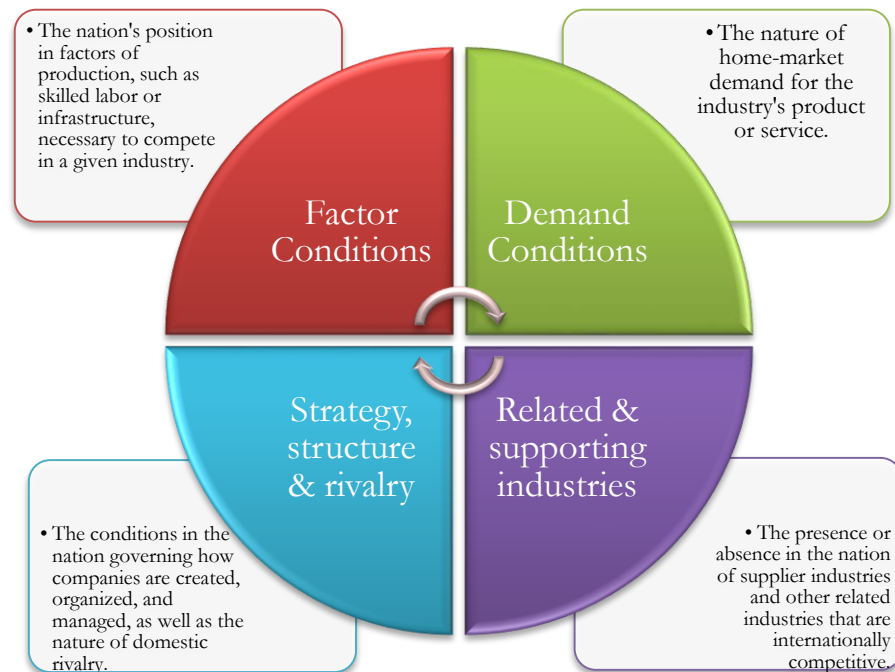 • The nation's position
in factors of
production, such as
skilled labor or
infrastructure,
necessary to compete
in a given industry.
• The nature of
home-market
demand for the
industry's product
or service.
Factor
Conditions
Demand
Conditions
Strategy,
structure
& rivalry
Related &
supporting
industries
• The conditions in the
nation governing how
companies are created,
organized, and
managed, as well as the
nature of domestic
rivalry.
• The presence or
absence in the nation
of supplier industries
and other related
industries that are
internationally
competitive.